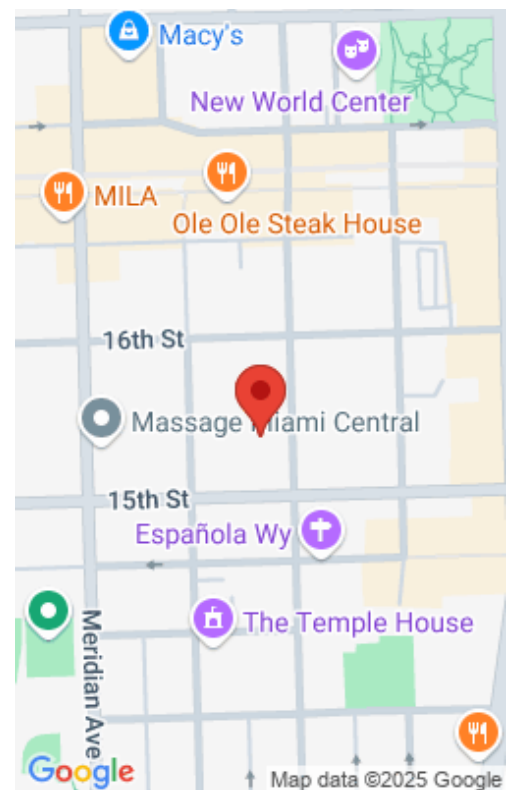 Macy's
New World Center
MILA
Ole Ole Steak House
16th St
Massage Miami Central
15th St
Española Wy
The Temple House
Meridian Ave
Google
Map data ©2025 Google